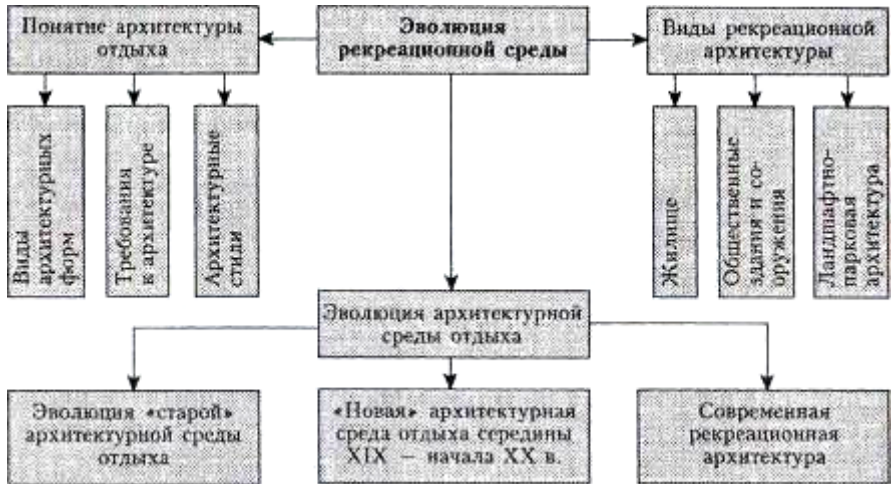 Понятие архитектуры
отдыха
Эволюция
рекреационной среды
Виды рекреационной
архитектуры
Виды
архитектурных
форм
Требования
к архитектуре
Архитектурные
стили
Жилище
Общественные
здания и со-
оружения
Ландшафтно-
парковая
архитектура
Эволюция архитектурной
среды отдыха
Эволюция «старой»
архитектурной среды
отдыха
«Новая» архитектурная
среда отдыха середины
XIX — начала XX в.
Современная
рекреационная
архитектура